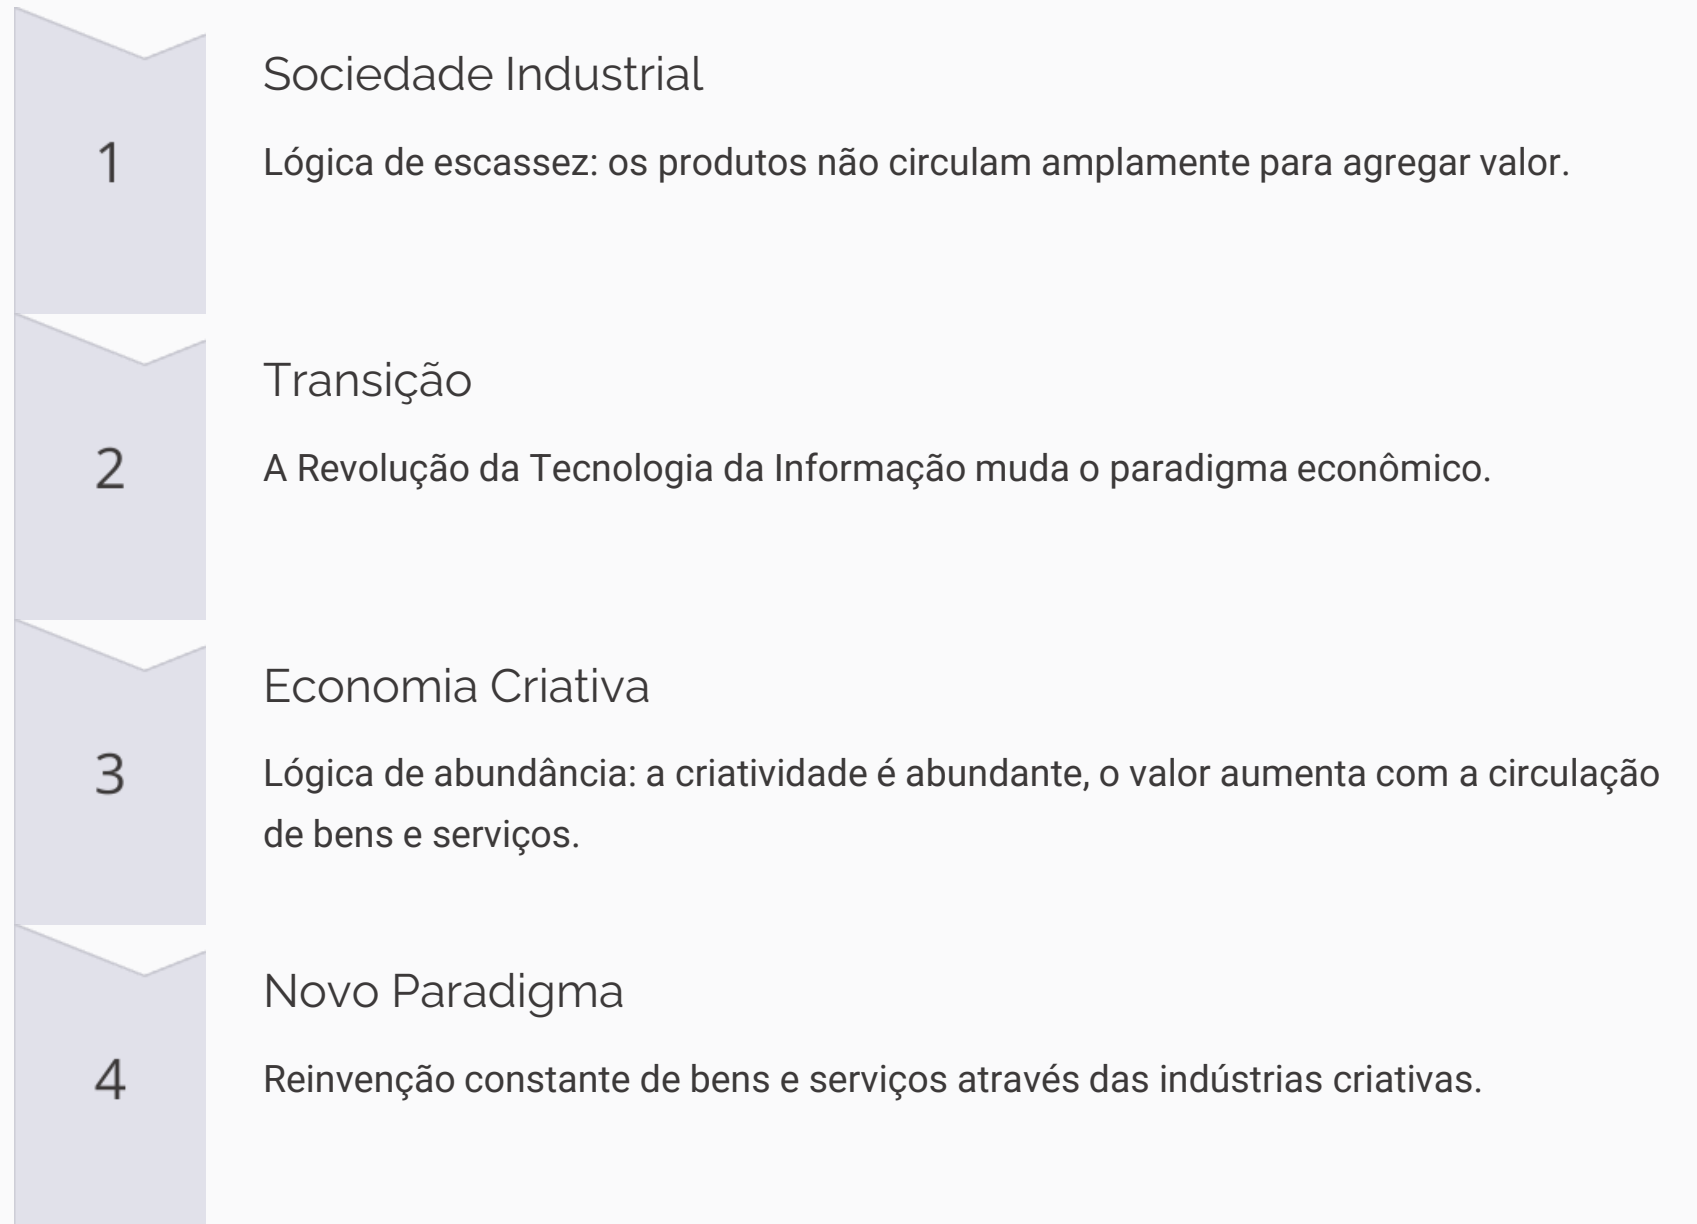 Sociedade Industrial
1
Lógica de escassez: os produtos não circulam amplamente para agregar valor.
Transição
2
A Revolução da Tecnologia da Informação muda o paradigma econômico.
Economia Criativa
3
Lógica de abundância: a criatividade é abundante, o valor aumenta com a circulação
de bens e serviços.
Novo Paradigma
4
Reinvenção constante de bens e serviços através das indústrias criativas.